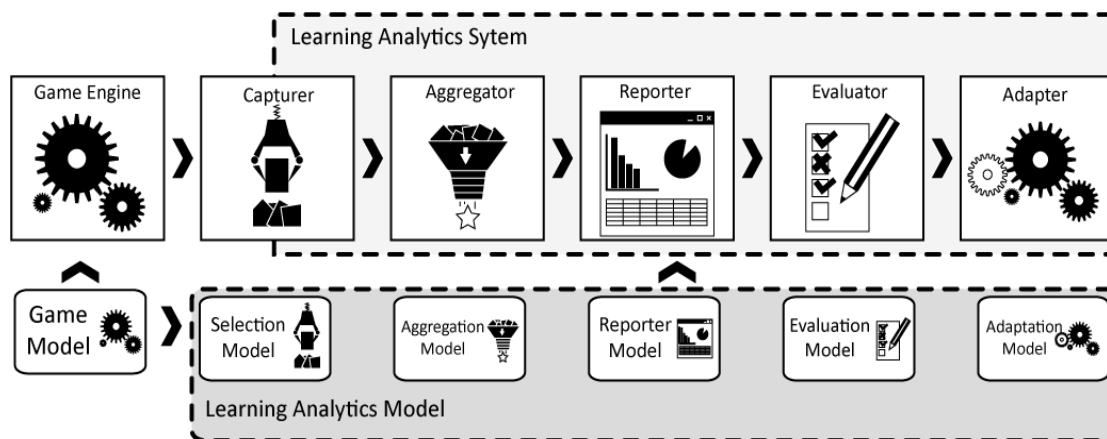 Learning Analytics Sytem
Game Engine
Capturer
Aggregator
Reporter
Evaluator
Adapter
Game
Model
Selection
Model
Aggregation
Model
Reporter
Model
Evaluation
Model
Adaptation
Model
Learning Analytics Model